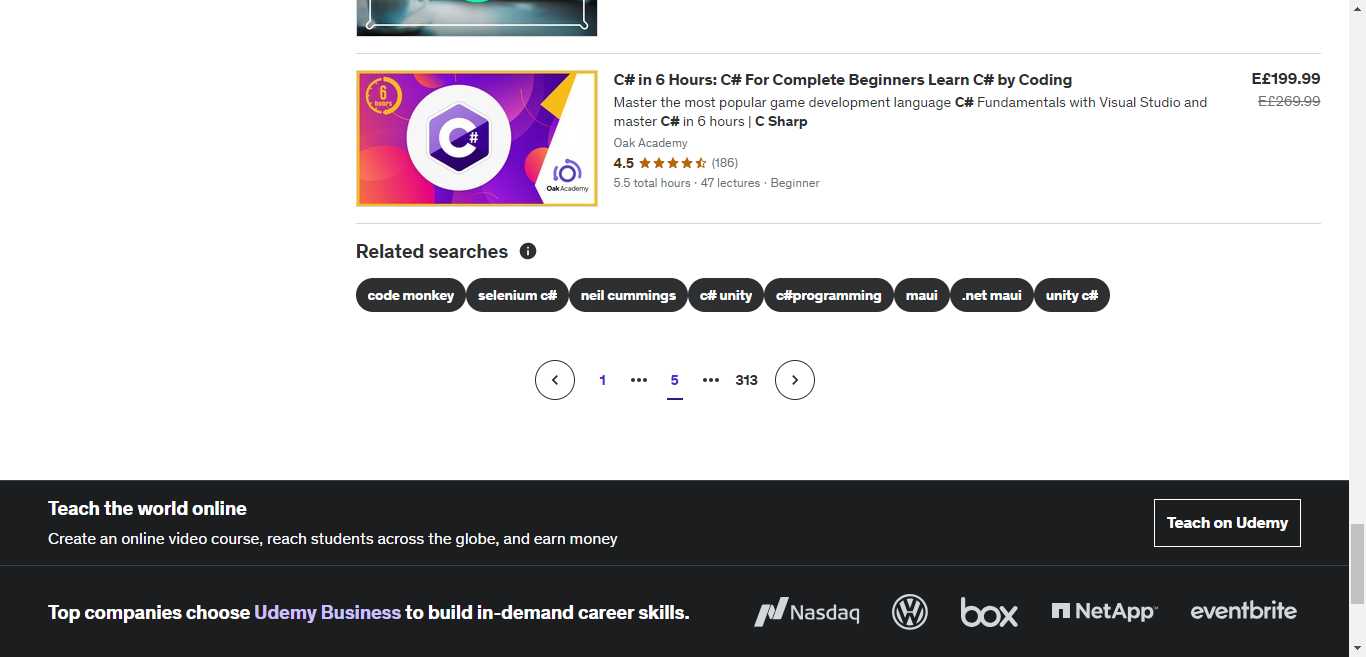 C# in 6 Hours: C# For Complete Beginners Learn C# by Coding
E£199.99
Master the most popular game development language C# Fundamentals with Visual Studio and
E£269.99
master C# in 6 hours | C Sharp
Oak Academy
4.5 (186)
5.5 total hours · 47 lectures · Beginner
6
hours
C#
Oak Academy
Related searches
code monkey selenium c# neil cummings c# unity c#programming maui .net maui unity c#
1 ••• 5 ••• 313
Teach the world online
Create an online video course, reach students across the globe, and earn money
Teach on Udemy
Top companies choose Udemy Business to build in-demand career skills.
Nasdaq box NetApp eventbrite